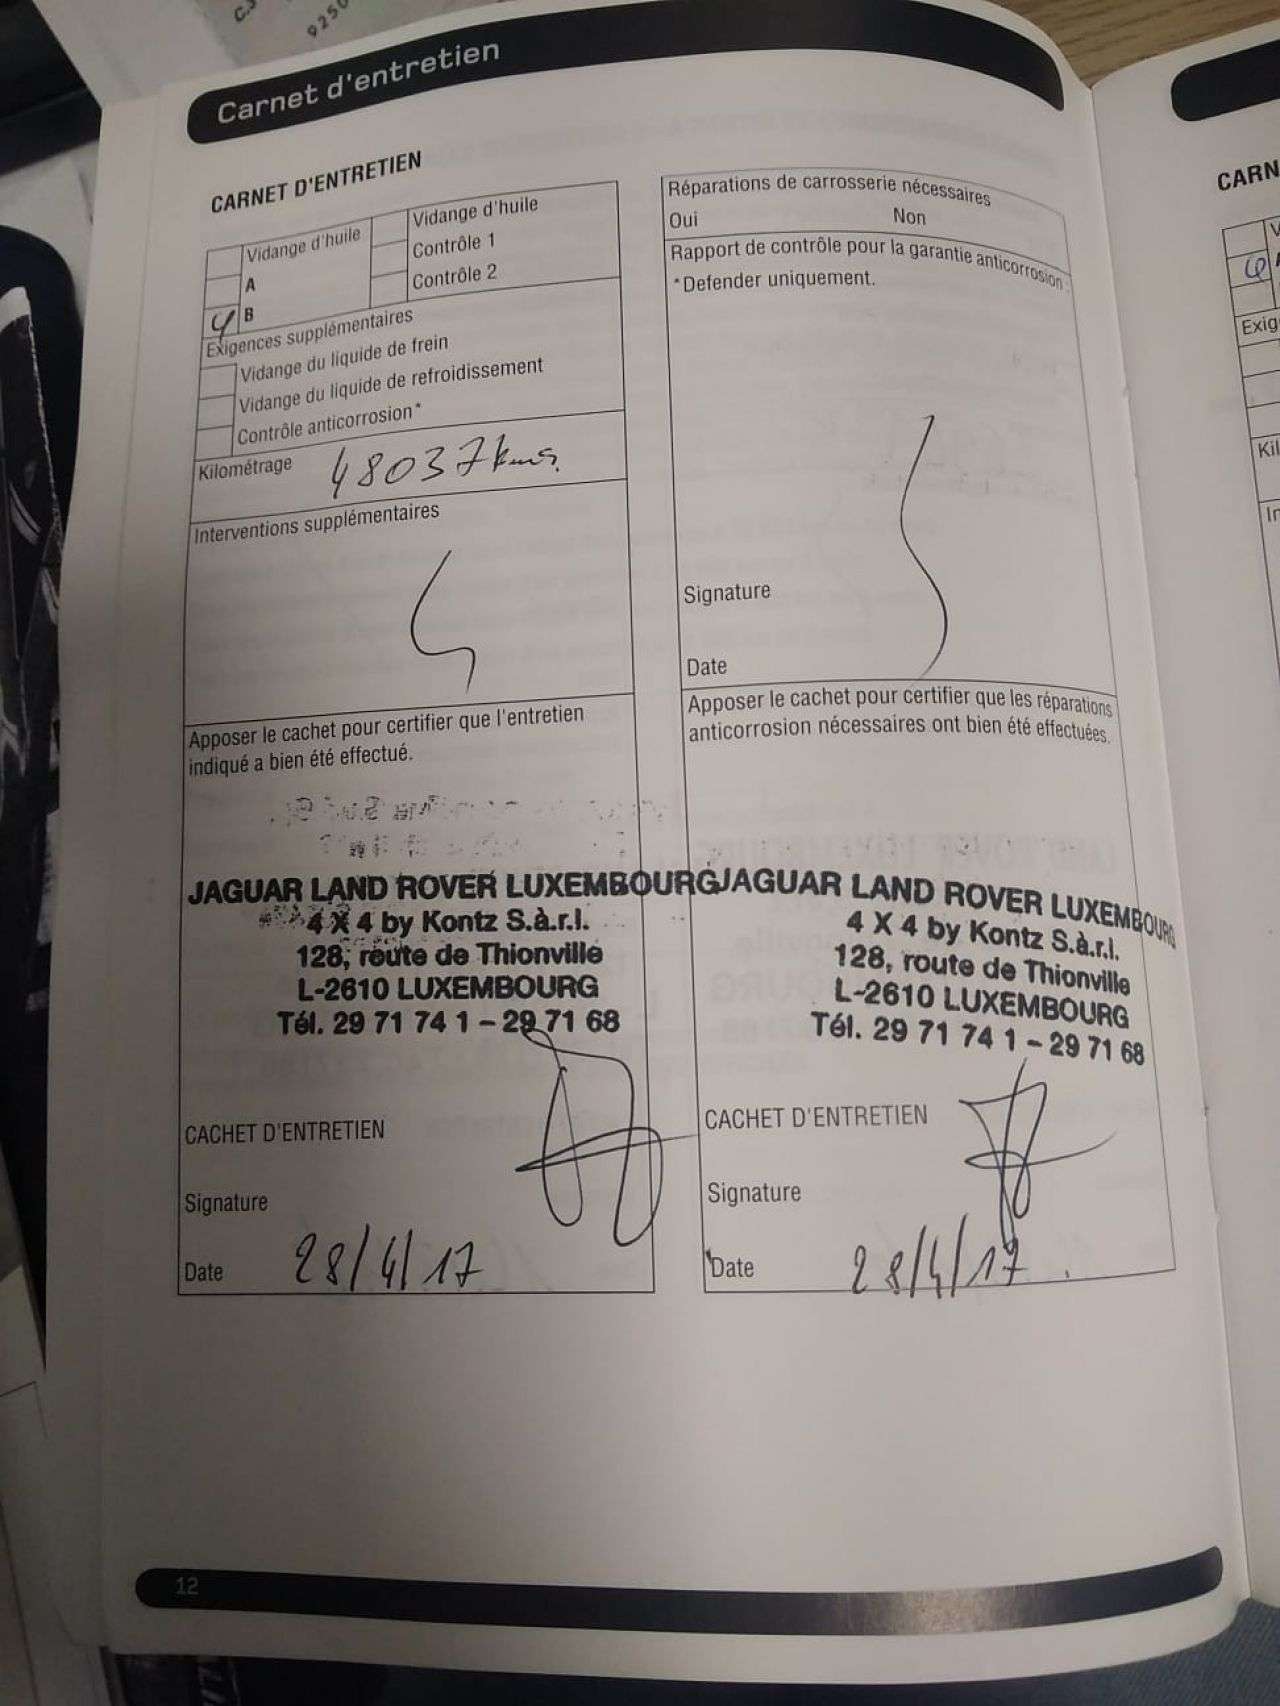 C.S
9250
Carnet d'entretien
CARNET D'ENTRETIEN
Vidange d'huile
A
B
Vidange d'huile
Contrôle 1
Contrôle 2
Exigences supplémentaires
Vidange du liquide de frein
Vidange du liquide de refroidissement
Contrôle anticorrosion*
Kilométrage 48037 kms.
Interventions supplémentaires
Apposer le cachet pour certifier que l'entretien
indiqué a bien été effectué.
JAGUAR LAND ROVER LUXEMBOURG
4 X 4 by Kontz S.à.r.l.
128, route de Thionville
L-2610 LUXEMBOURG
Tél. 29 71 74 1 – 29 71 68
CACHET D'ENTRETIEN
Signature
Date 28/4/17
Réparations de carrosserie nécessaires
Oui Non
Rapport de contrôle pour la garantie anticorrosion
*Defender uniquement.
Signature
Date
Apposer le cachet pour certifier que les réparations
anticorrosion nécessaires ont bien été effectuées.
JAGUAR LAND ROVER LUXEMBOURG
4 X 4 by Kontz S.à.r.l.
128, route de Thionville
L-2610 LUXEMBOURG
Tél. 29 71 74 1 – 29 71 68
CACHET D'ENTRETIEN
Signature
Date 28/4/17
12
CARN
V
A
Exig
Kil
In